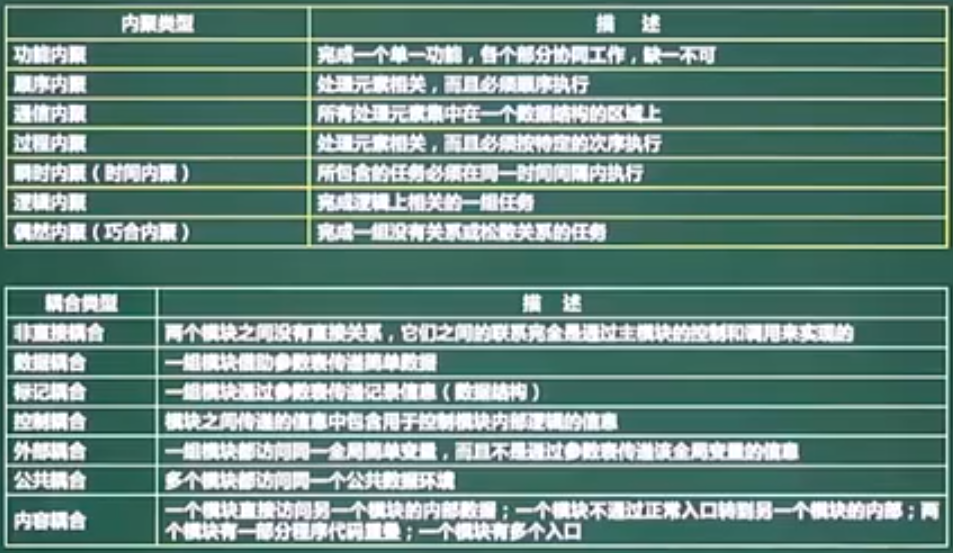 内聚类型 描 述
功能内聚 完成一个单一功能，各个部分协同工作，缺一不可
顺序内聚 处理元素相关，而且必须顺序执行
通信内聚 所有处理元素集中在一个数据结构的区域上
过程内聚 处理元素相关，而且必须按特定的次序执行
瞬时内聚（时间内聚） 所包含的任务必须在同一时间间隔内执行
逻辑内聚 完成逻辑上相关的一组任务
偶然内聚（巧合内聚） 完成一组没有关系或松散关系的任务
耦合类型 描 述
非直接耦合 两个模块之间没有直接关系，它们之间的联系完全是通过主模块的控制和调用来实现的
数据耦合 一组模块借助参数表传递简单数据
标记耦合 一组模块通过参数表传递记录信息（数据结构）
控制耦合 模块之间传递的信息中包含用于控制模块内部逻辑的信息
外部耦合 一组模块都访问同一全局简单变量，而且不是通过参数表传递该全局变量的信息
公共耦合 多个模块都访问同一个公共数据环境
内容耦合 一个模块直接访问另一个模块的内部数据；一个模块不通过正常入口转到另一个模块的内部；两
个模块有一部分程序代码重叠；一个模块有多个入口